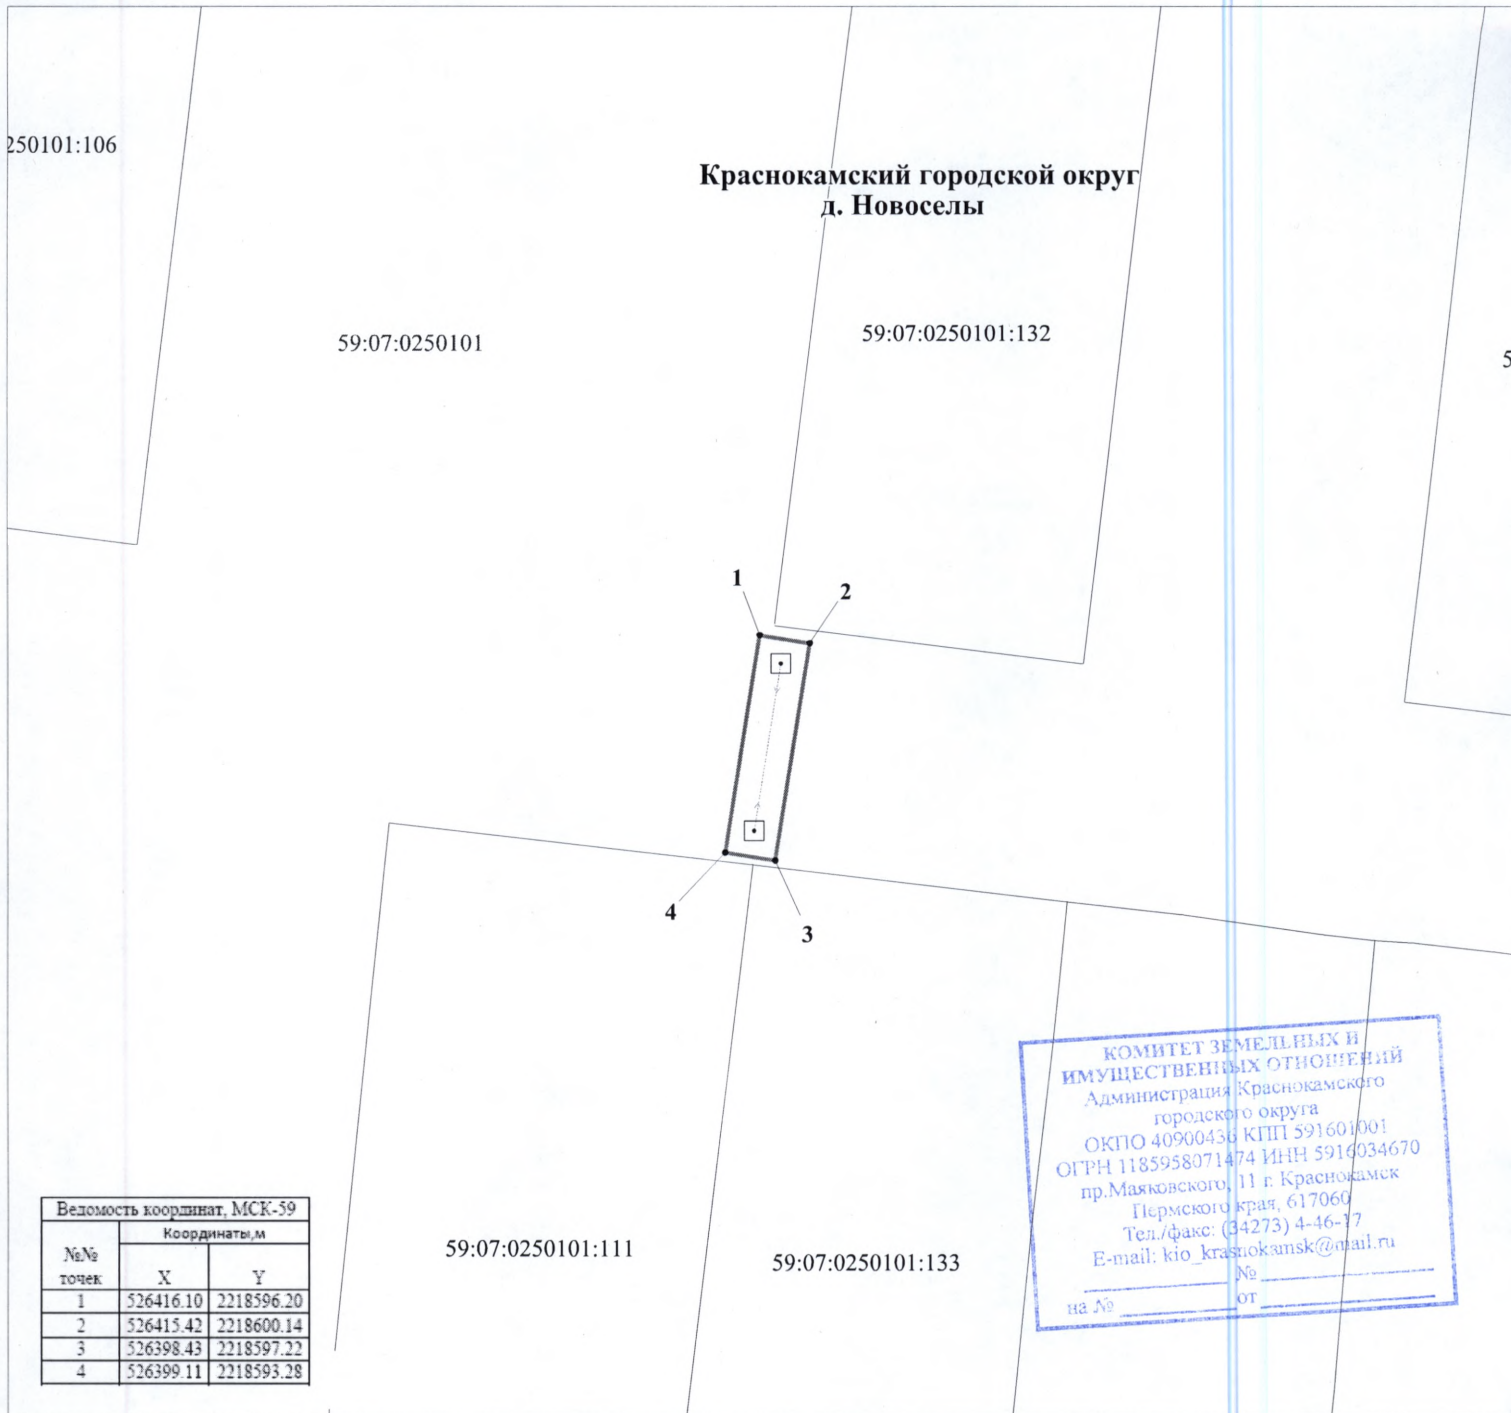 250101:106
Краснокамский городской округ
д. Новоселы
59:07:0250101
59:07:0250101:132
5
1
2
4
3
59:07:0250101:111
59:07:0250101:133
Ведомость координат, МСК-59
№№ точек Координаты,м
X Y
1 526416.10 2218596.20
2 526415.42 2218600.14
3 526398.43 2218597.22
4 526399.11 2218593.28
КОМИТЕТ ЗЕМЕЛЬНЫХ И
ИМУЩЕСТВЕННЫХ ОТНОШЕНИЙ
Администрация Краснокамского
городского округа
ОКПО 40900436 КПП 591601001
ОГРН 1185958071474 ИНН 5916034670
пр.Маяковского, 11 г. Краснокамск
Пермского края, 617060
Тел./факс: (34273) 4-46-17
E-mail: kio_krasnokamsk@mail.ru
№
на № от